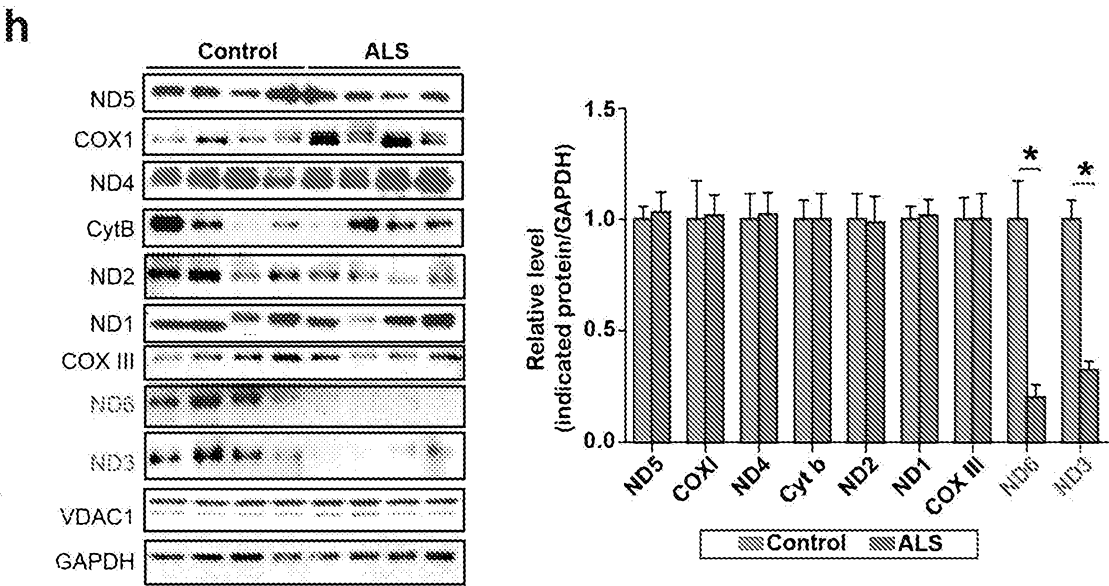 h
Control ALS
ND5
COX1
ND4
CytB
ND2
ND1
COX III
ND6
ND3
VDAC1
GAPDH
Relative level
(indicated protein/GAPDH)
1.5
1.0
0.5
0.0
* *
ND5 COXI ND4 Cyt b ND2 ND1 COX III ND6 ND3
Control ALS